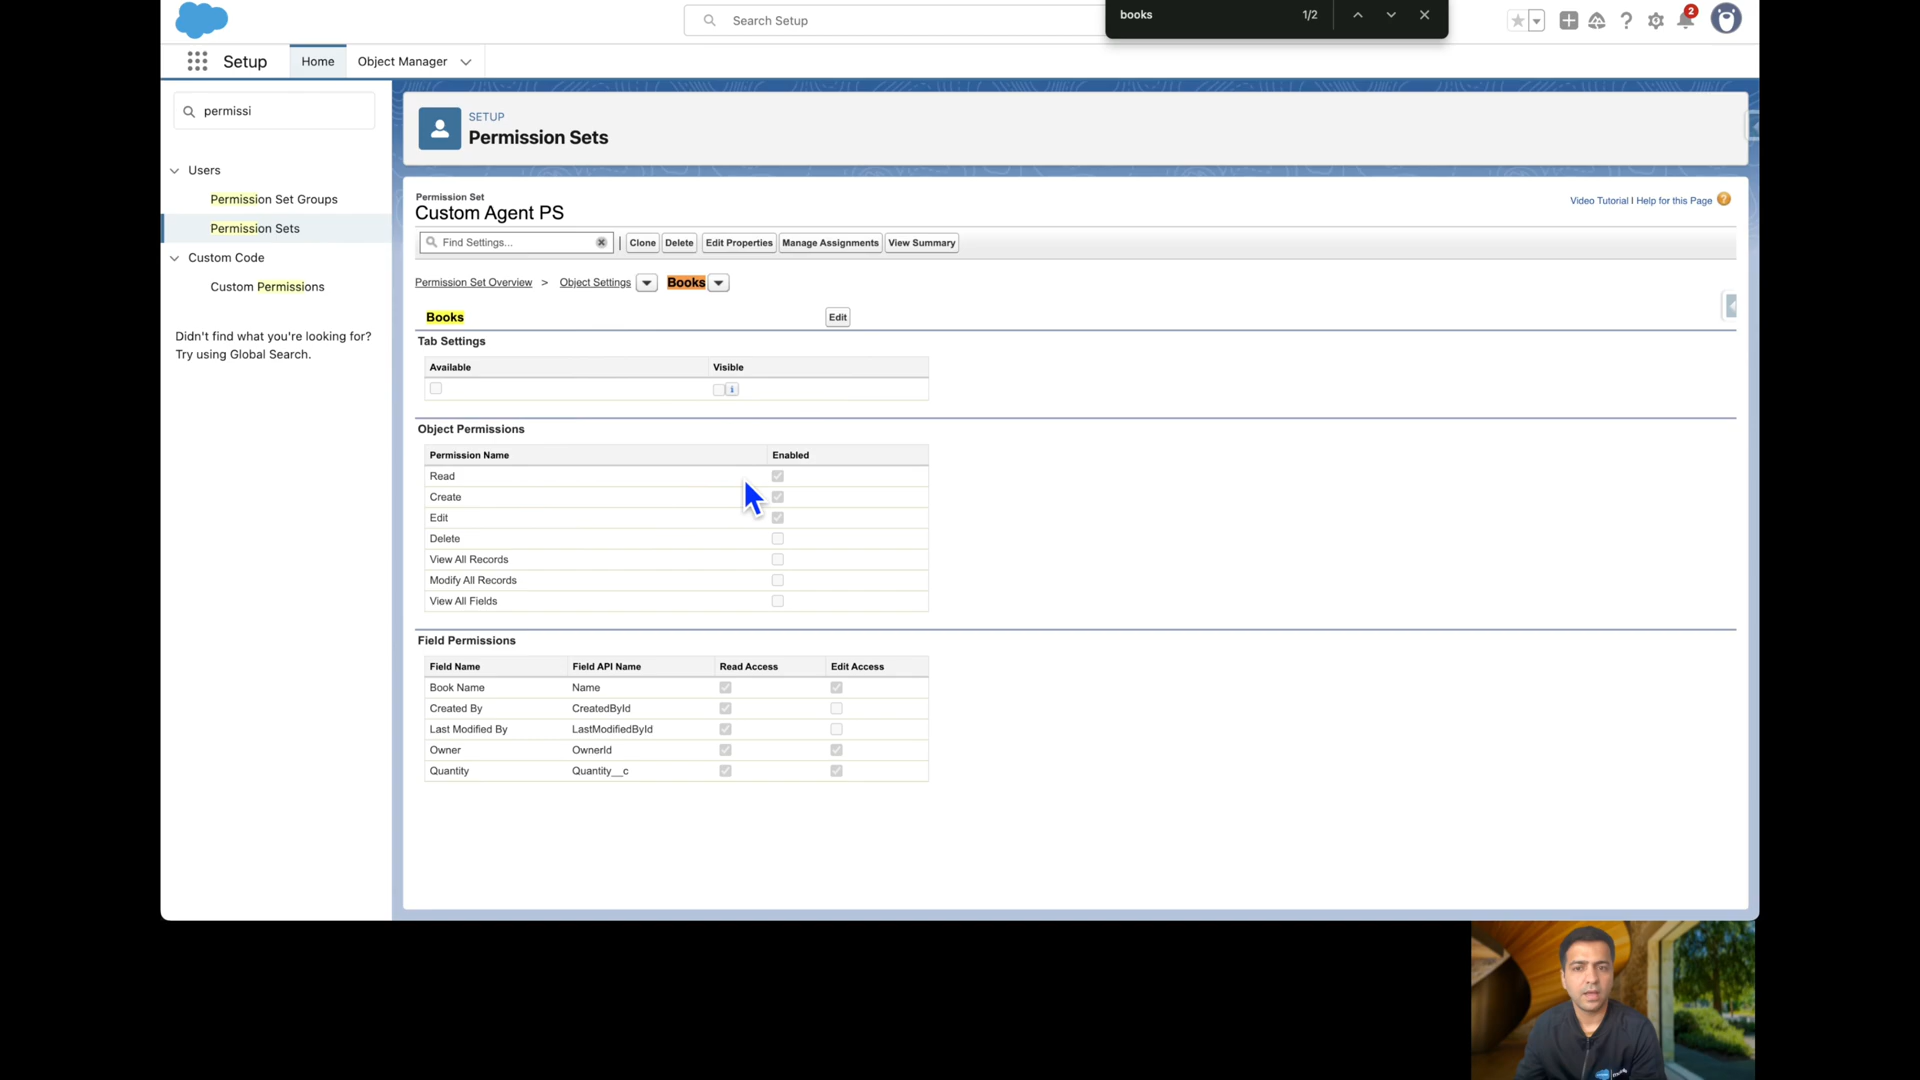 books
1/2
Search Setup
2
Setup
Home
Object Manager
permissi
Users
Permission Set Groups
Permission Sets
Custom Code
Custom Permissions
Didn't find what you're looking for?
Try using Global Search.
SETUP
Permission Sets
Permission Set
Custom Agent PS
Video Tutorial | Help for this Page
Find Settings... | Clone Delete Edit Properties Manage Assignments View Summary
Permission Set Overview > Object Settings Books
Books Edit
Tab Settings
Available Visible
i
Object Permissions
Permission Name Enabled
Read
Create
Edit
Delete
View All Records
Modify All Records
View All Fields
Field Permissions
Field Name Field API Name Read Access Edit Access
Book Name Name
Created By CreatedById
Last Modified By LastModifiedById
Owner OwnerId
Quantity Quantity__c